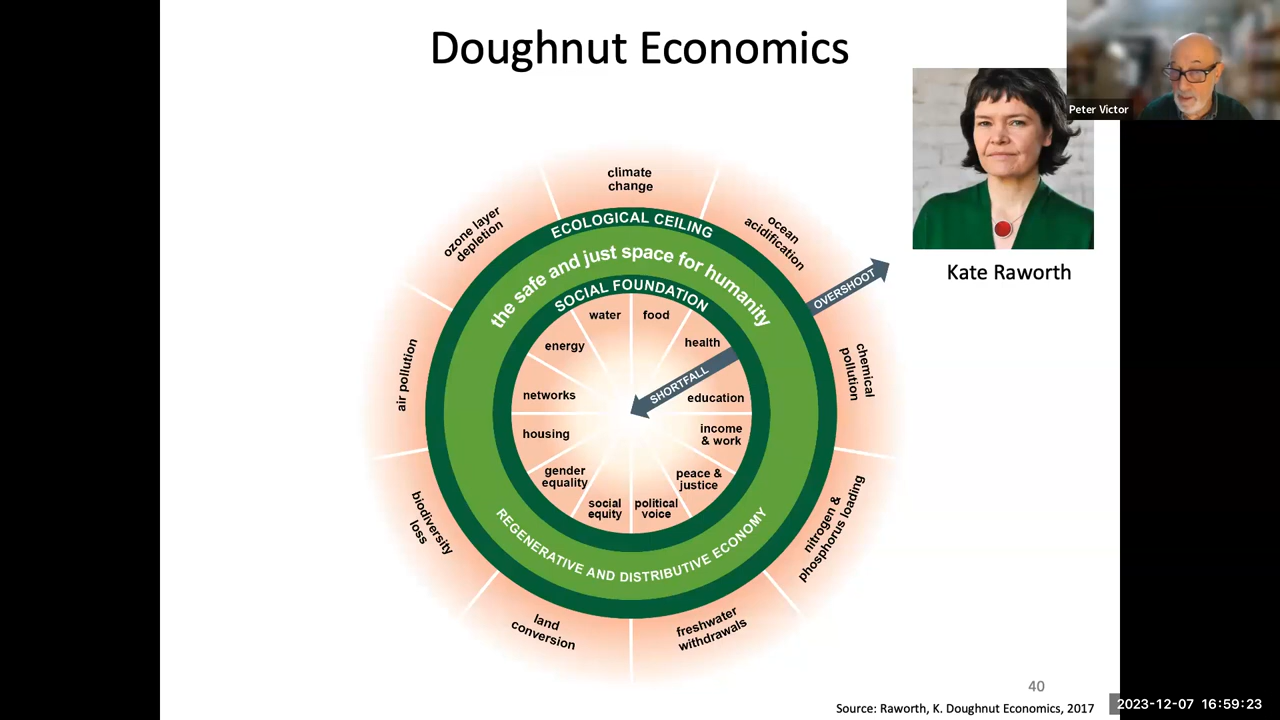 Doughnut Economics
Peter Victor
Kate Raworth
climate
change
ozone layer
depletion
ocean
acidification
ECOLOGICAL CEILING
the safe and just space for humanity
OVERSHOOT
SOCIAL FOUNDATION
water
food
energy
health
SHORTFALL
air pollution
chemical
pollution
networks
education
housing
income
& work
gender
equality
peace &
justice
social
equity
political
voice
REGENERATIVE AND DISTRIBUTIVE ECONOMY
biodiversity
loss
nitrogen &
phosphorus loading
land
conversion
freshwater
withdrawals
40
Source: Raworth, K. Doughnut Economics, 2017
2023-12-07 16:59:23